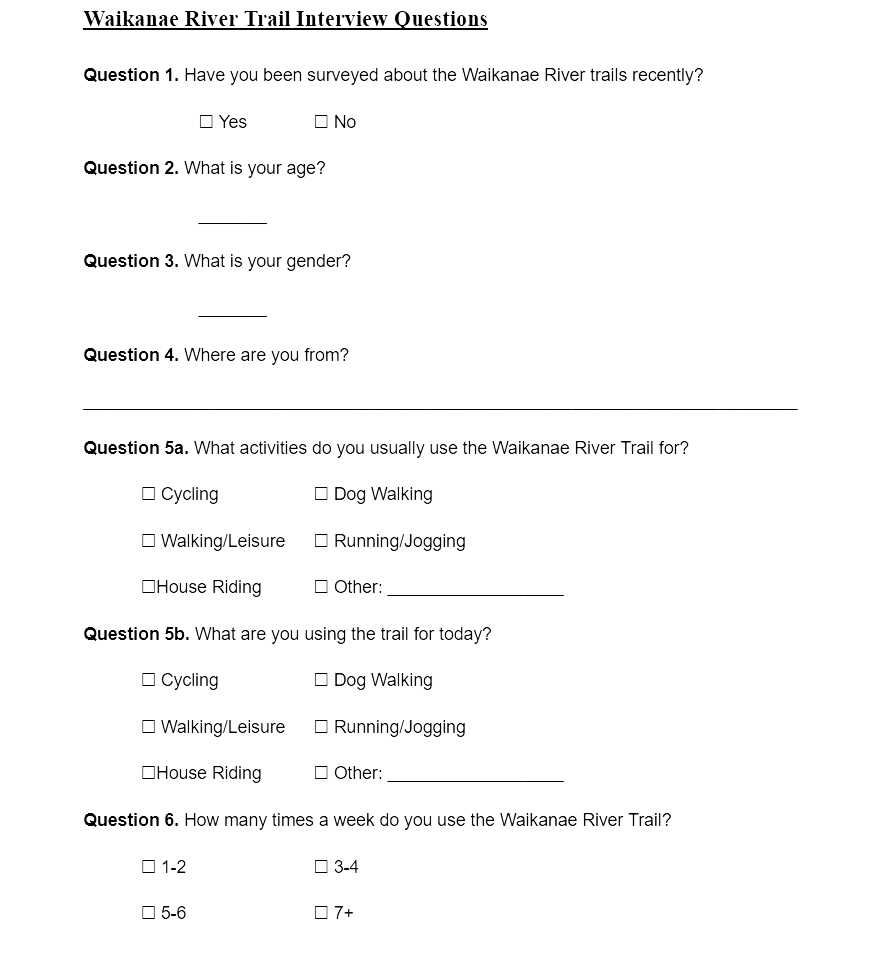 Waikanae River Trail Interview Questions
Question 1. Have you been surveyed about the Waikanae River trails recently?
☐ Yes ☐ No
Question 2. What is your age?
_______
Question 3. What is your gender?
_______
Question 4. Where are you from?
__________________________________________________________________________
Question 5a. What activities do you usually use the Waikanae River Trail for?
☐ Cycling ☐ Dog Walking
☐ Walking/Leisure ☐ Running/Jogging
☐House Riding ☐ Other: __________________
Question 5b. What are you using the trail for today?
☐ Cycling ☐ Dog Walking
☐ Walking/Leisure ☐ Running/Jogging
☐House Riding ☐ Other: __________________
Question 6. How many times a week do you use the Waikanae River Trail?
☐ 1-2 ☐ 3-4
☐ 5-6 ☐ 7+